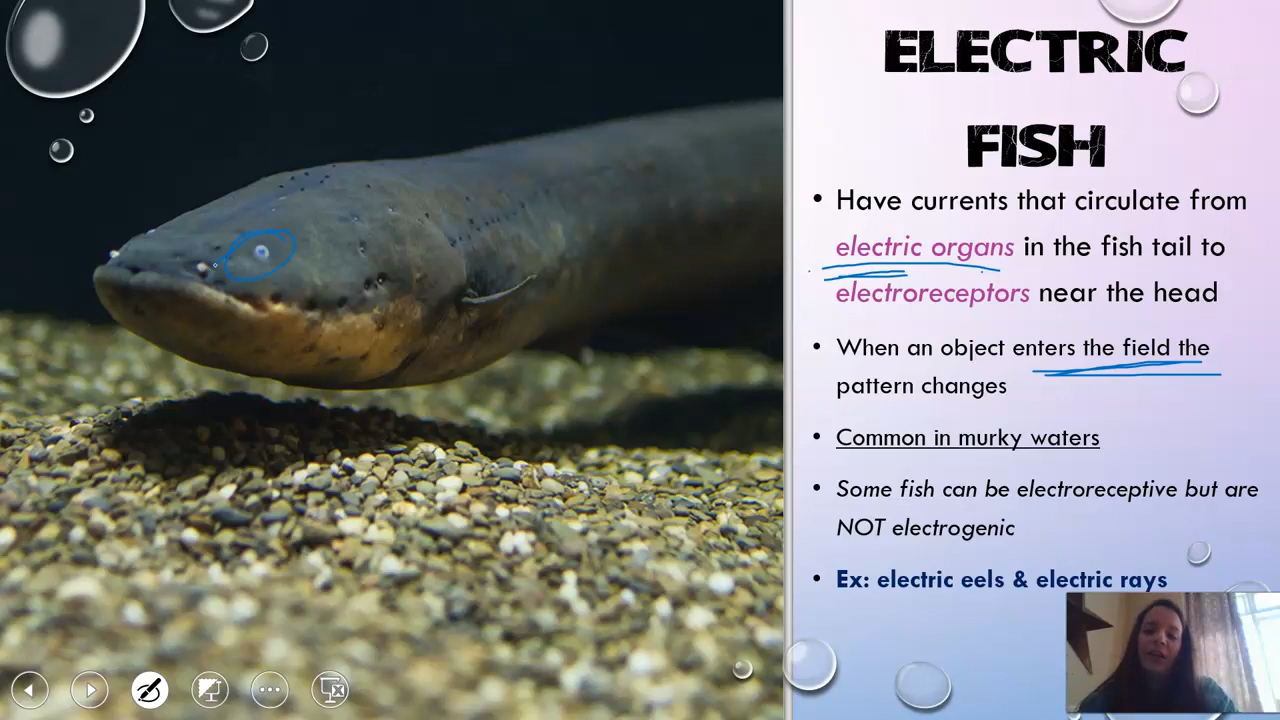 ELECTRIC
FISH
• Have currents that circulate from
electric organs in the fish tail to
electroreceptors near the head
• When an object enters the field the
pattern changes
• Common in murky waters
• Some fish can be electroreceptive but are
NOT electrogenic
• Ex: electric eels & electric rays